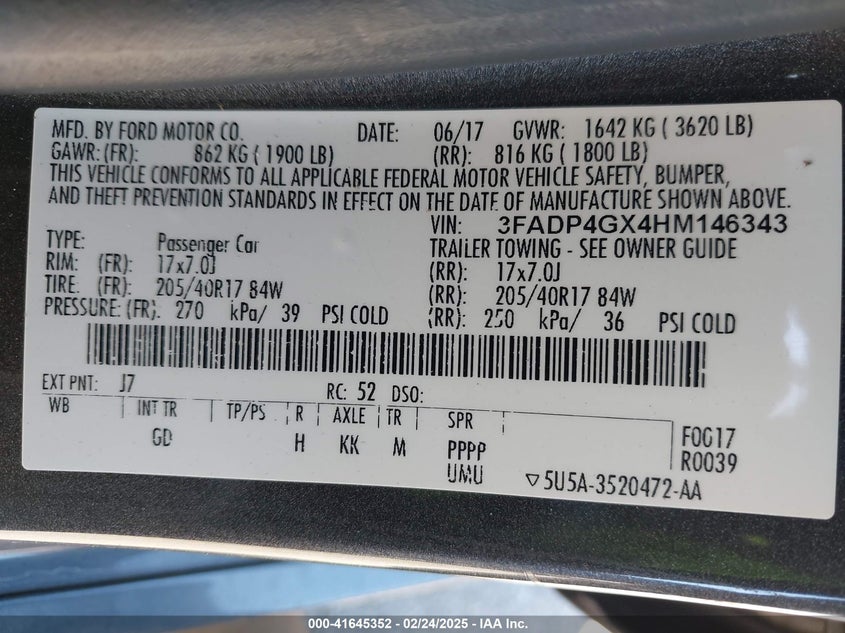 MFD. BY FORD MOTOR CO. DATE: 06/17 GVWR: 1642 KG ( 3620 LB)
GAWR: (FR): 862 KG ( 1900 LB) (RR): 816 KG ( 1800 LB)
THIS VEHICLE CONFORMS TO ALL APPLICABLE FEDERAL MOTOR VEHICLE SAFETY, BUMPER,
AND THEFT PREVENTION STANDARDS IN EFFECT ON THE DATE OF MANUFACTURE SHOWN ABOVE.
VIN: 3FADP4GX4HM146343
TYPE: Passenger Car TRAILER TOWING - SEE OWNER GUIDE
RIM: (FR): 17x7.0J (RR): 17x7.0J
TIRE. (FR): 205/40R17 84W (RR): 205/40R17 84W
PRESSURE: (FR): 270 kPa/ 39 PSI COLD (RR): 250 kPa/ 36 PSI COLD
EXT PNT: J7 RC: 52 DSO:
WB INT TR TP/PS R AXLE TR SPR F0G17
GD H KK M PPPP R0039
UMU ▽5U5A-3520472-AA
000-41645352 - 02/24/2025 - IAA Inc.